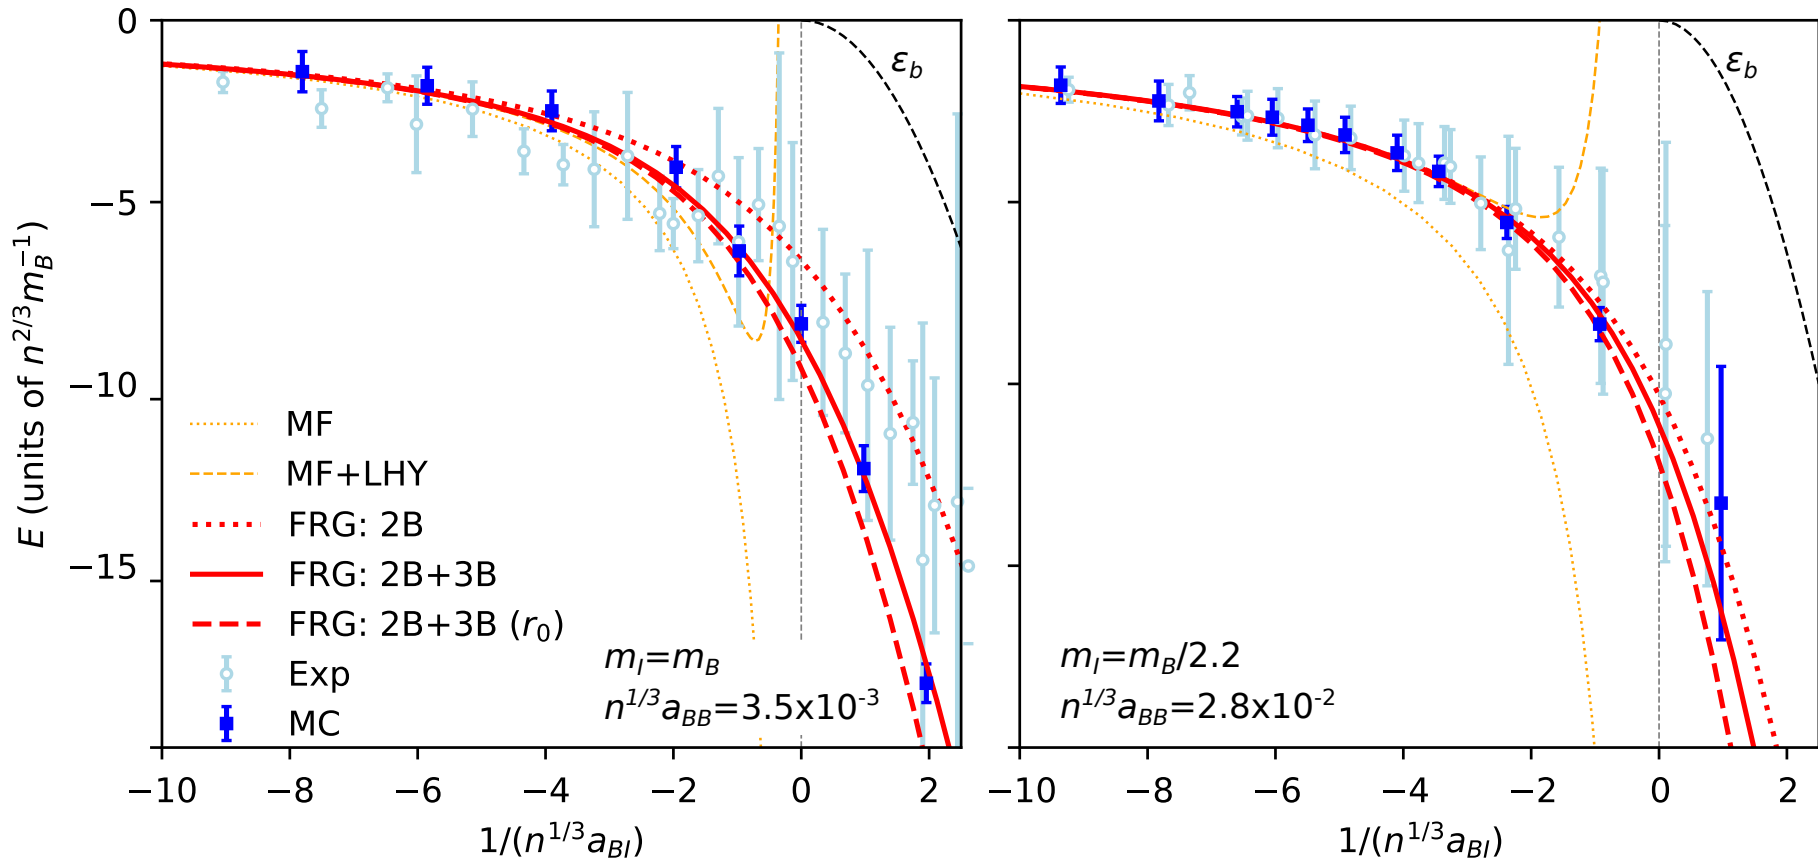 0
−5
−10
−15
E (units of n^{2/3}m_B^{−1})
ε_b
MF
MF+LHY
FRG: 2B
FRG: 2B+3B
FRG: 2B+3B (r_0)
Exp
MC
m_I=m_B
n^{1/3}a_{BB}=3.5x10^{-3}
−10 −8 −6 −4 −2 0 2
1/(n^{1/3}a_{BI})
ε_b
m_I=m_B/2.2
n^{1/3}a_{BB}=2.8x10^{-2}
−10 −8 −6 −4 −2 0 2
1/(n^{1/3}a_{BI})